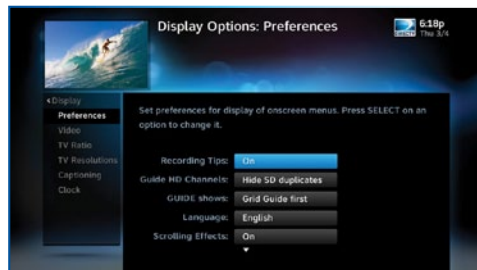 Display Options: Preferences
DIRECTV
6:18p
Thu 3/4
Display
Preferences
Video
TV Ratio
TV Resolutions
Captioning
Clock
Set preferences for display of onscreen menus. Press SELECT on an
option to change it.
Recording Tips: On
Guide HD Channels: Hide SD duplicates
GUIDE shows: Grid Guide first
Language: English
Scrolling Effects: On